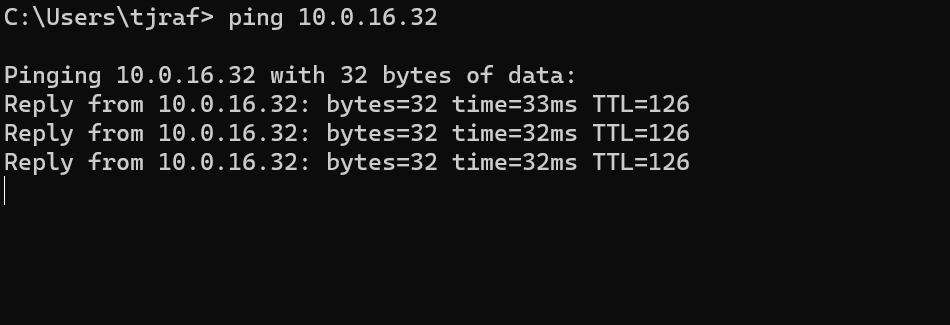 C:\Users\tjraf> ping 10.0.16.32
Pinging 10.0.16.32 with 32 bytes of data:
Reply from 10.0.16.32: bytes=32 time=33ms TTL=126
Reply from 10.0.16.32: bytes=32 time=32ms TTL=126
Reply from 10.0.16.32: bytes=32 time=32ms TTL=126